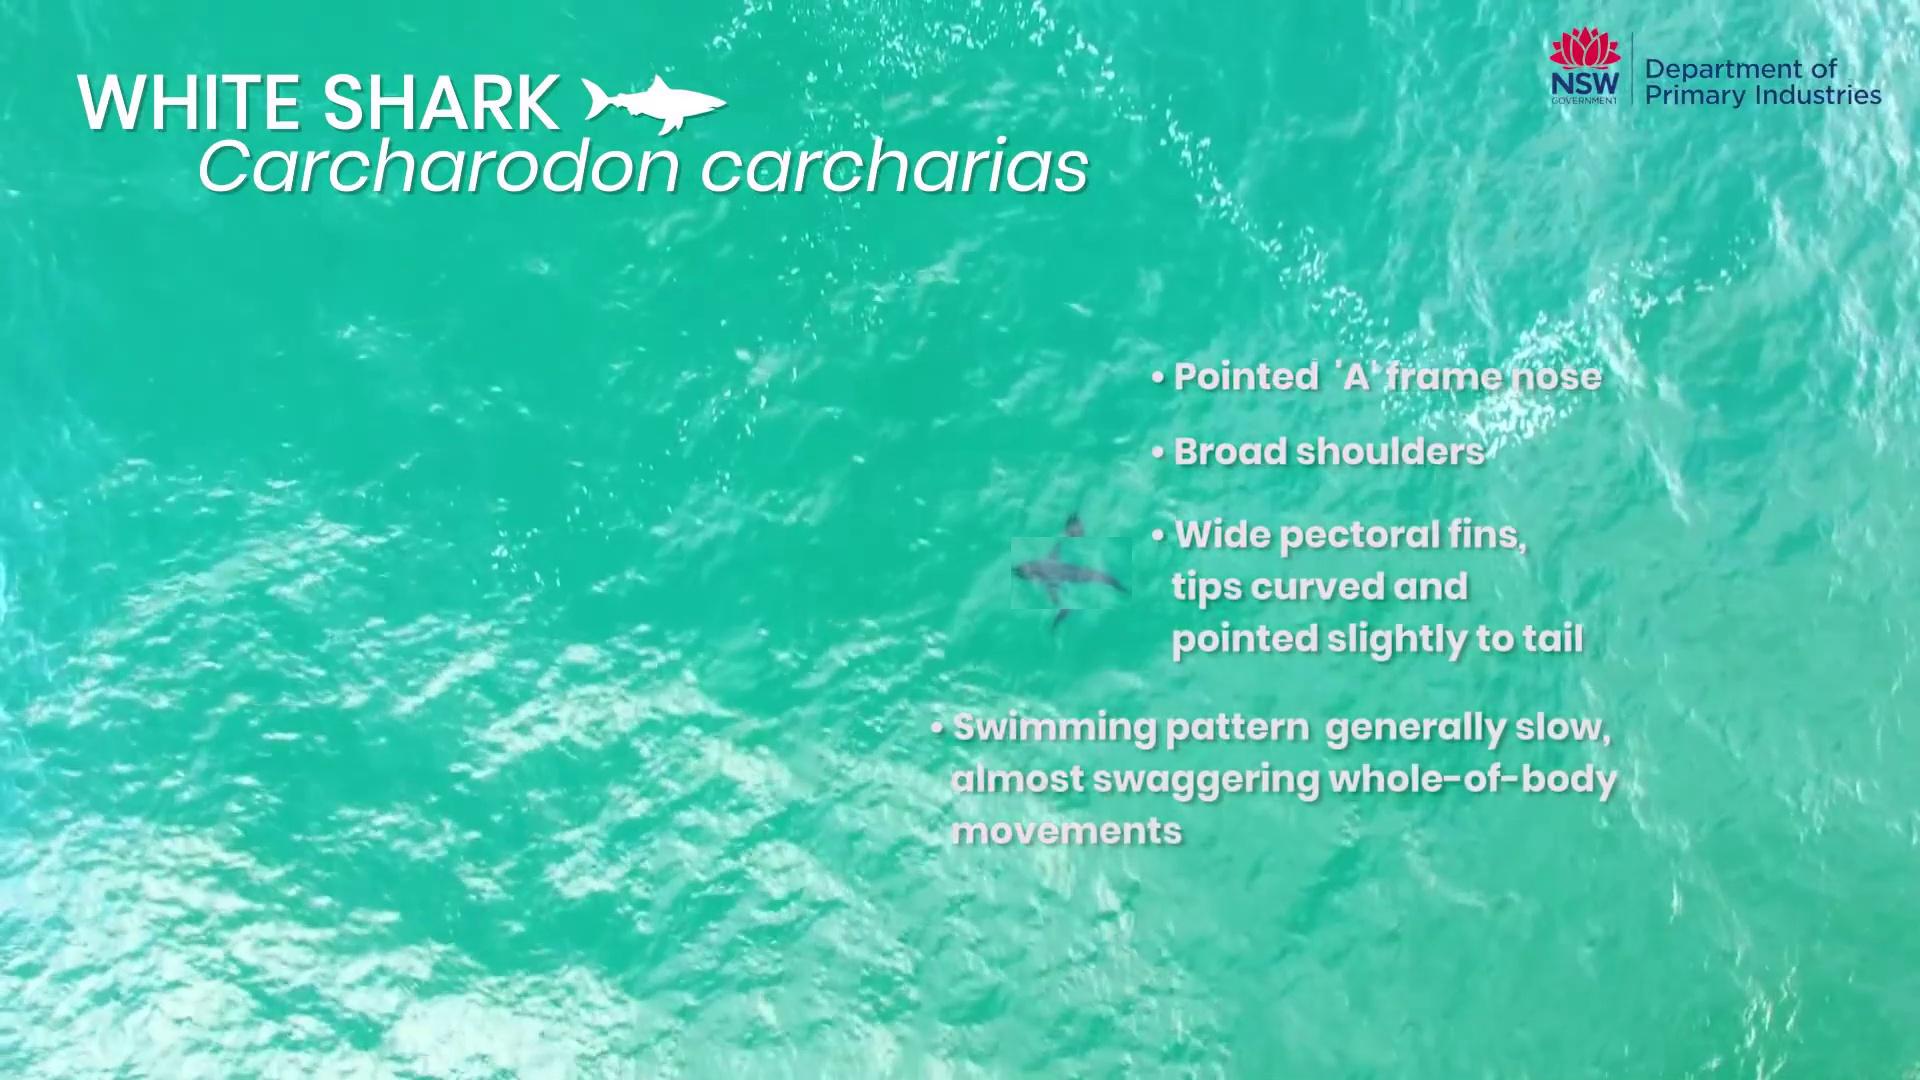 WHITE SHARK
Carcharodon carcharias
NSW
GOVERNMENT
Department of
Primary Industries
• Pointed 'A' frame nose
• Broad shoulders
• Wide pectoral fins,
tips curved and
pointed slightly to tail
• Swimming pattern generally slow,
almost swaggering whole-of-body
movements